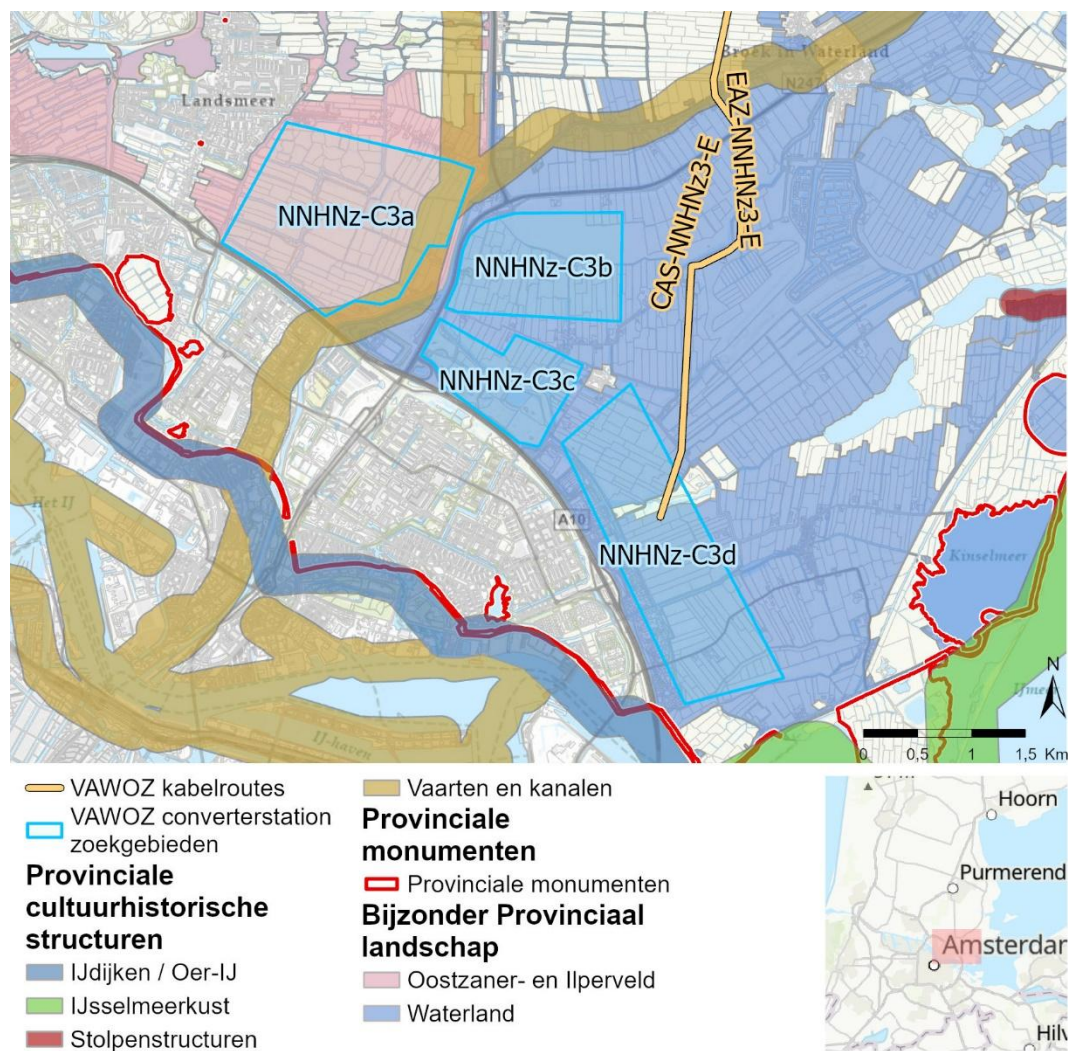 Broek in Waterland
N247
Landsmeer
EAZ-NNHNz3-E
CAS-NNHNz3-E
NNHNz-C3a
NNHNz-C3b
NNHNz-C3c
A10
NNHNz-C3d
Het IJ
Kinselmeer
IJmeer
IJ-haven
N
0 0,5 1 1,5 Km
VAWOZ kabelroutes
VAWOZ converterstation
zoekgebieden
Provinciale
cultuurhistorische
structuren
IJdijken / Oer-IJ
IJsselmeerkust
Stolpenstructuren
Vaarten en kanalen
Provinciale
monumenten
Provinciale monumenten
Bijzonder Provinciaal
landschap
Oostzaner- en Ilperveld
Waterland
Hoorn
Purmerend
Amsterdam
Hilv